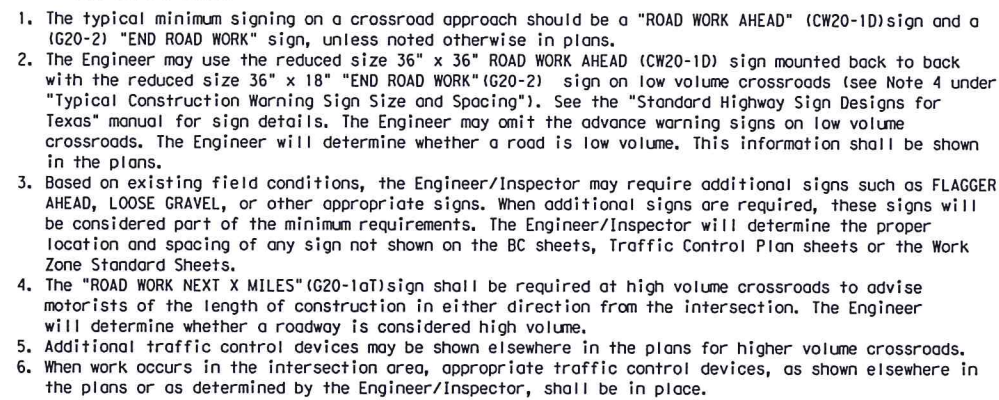 1. The typical minimum signing on a crossroad approach should be a "ROAD WORK AHEAD" (CW20-1D)sign and a
(G20-2) "END ROAD WORK" sign, unless noted otherwise in plans.
2. The Engineer may use the reduced size 36" x 36" ROAD WORK AHEAD (CW20-1D) sign mounted back to back
with the reduced size 36" x 18" "END ROAD WORK"(G20-2) sign on low volume crossroads (see Note 4 under
"Typical Construction Warning Sign Size and Spacing"). See the "Standard Highway Sign Designs for
Texas" manual for sign details. The Engineer may omit the advance warning signs on low volume
crossroads. The Engineer will determine whether a road is low volume. This information shall be shown
in the plans.
3. Based on existing field conditions, the Engineer/Inspector may require additional signs such as FLAGGER
AHEAD, LOOSE GRAVEL, or other appropriate signs. When additional signs are required, these signs will
be considered part of the minimum requirements. The Engineer/Inspector will determine the proper
location and spacing of any sign not shown on the BC sheets, Traffic Control Plan sheets or the Work
Zone Standard Sheets.
4. The "ROAD WORK NEXT X MILES"(G20-1aT)sign shall be required at high volume crossroads to advise
motorists of the length of construction in either direction from the intersection. The Engineer
will determine whether a roadway is considered high volume.
5. Additional traffic control devices may be shown elsewhere in the plans for higher volume crossroads.
6. When work occurs in the intersection area, appropriate traffic control devices, as shown elsewhere in
the plans or as determined by the Engineer/Inspector, shall be in place.